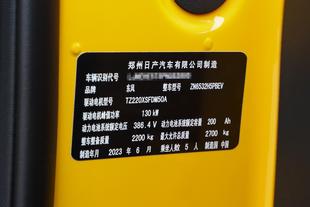 郑州日产汽车有限公司制造
车辆识别代号
品牌 东风 整车型号 ZN6532H5PBEV
驱动电机型号 TZ220XSFDM50A
驱动电机峰值功率 130 kW
动力电池系统额定电压 386.4 V 动力电池系统额定容量 200 Ah
整备质量 2200 kg 最大允许总质量 2700 kg
制造年月 2023 年 6 月 乘坐人数 5 人 制造国 中国